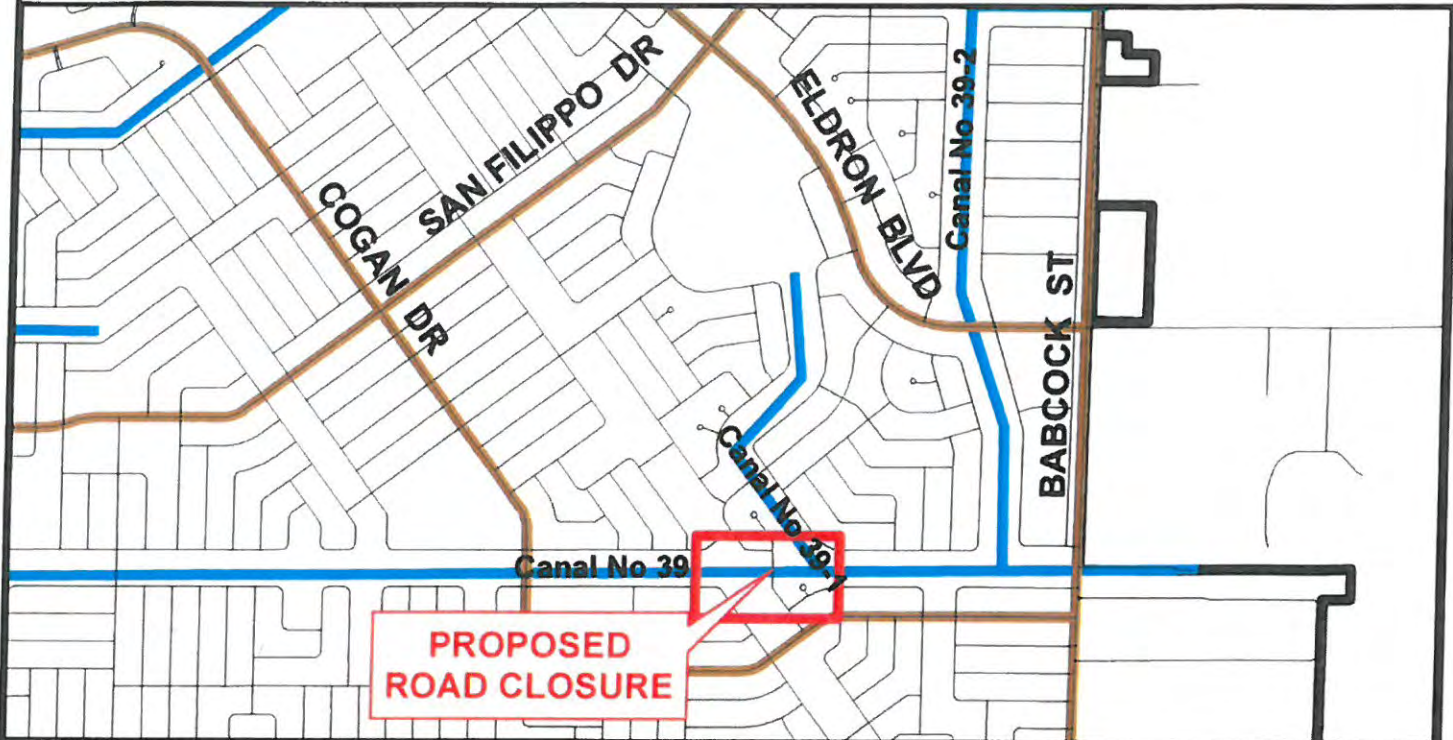 SAN FILIPPO DR
ELDRON BLVD
Canal No 39-2
COGAN DR
BABCOCK ST
Canal No 39-1
Canal No 39
PROPOSED
ROAD CLOSURE